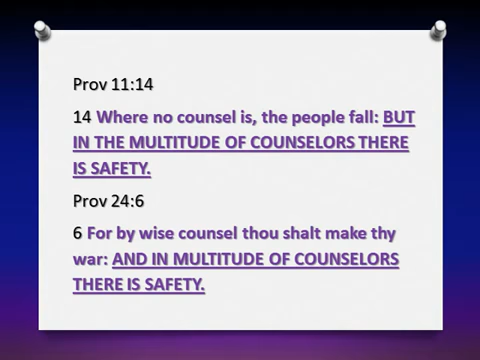 Prov 11:14
14 Where no counsel is, the people fall: BUT
IN THE MULTITUDE OF COUNSELORS THERE
IS SAFETY.
Prov 24:6
6 For by wise counsel thou shalt make thy
war: AND IN MULTITUDE OF COUNSELORS
THERE IS SAFETY.